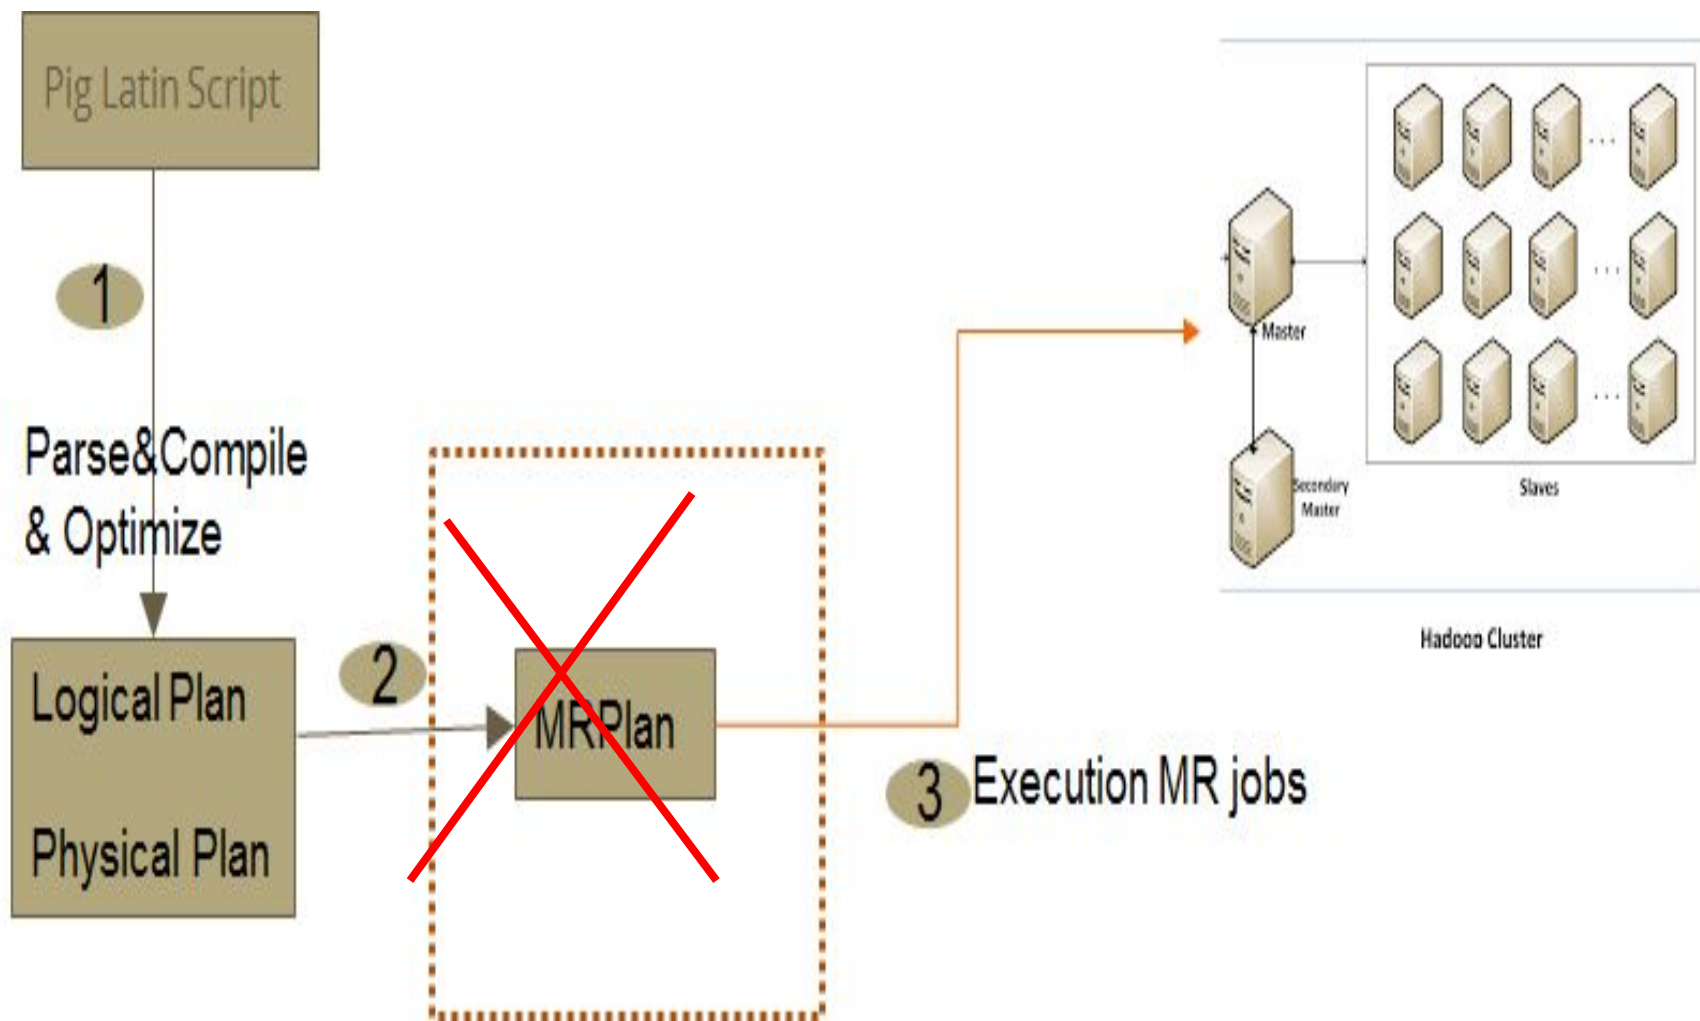 Pig Latin Script
1
Parse&Compile
& Optimize
Logical Plan
Physical Plan
2
MRPlan
3
Execution MR jobs
Master
Secondary
Master
Slaves
Hadooo Cluster